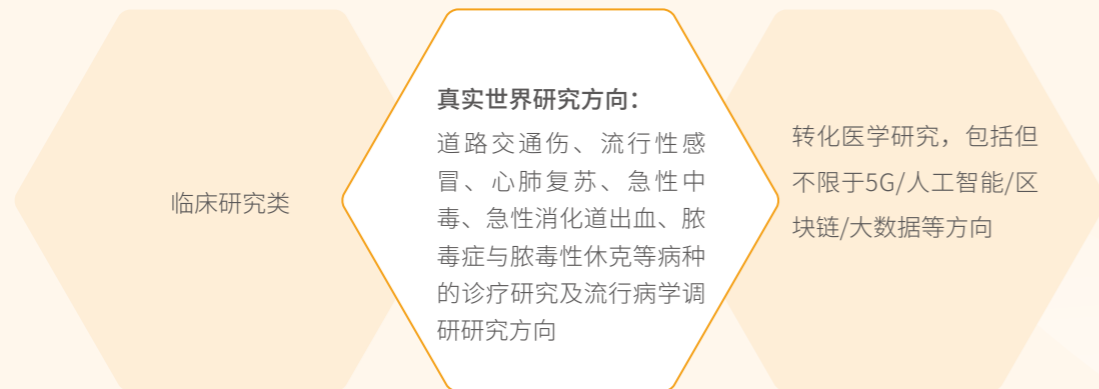 临床研究类
真实世界研究方向：
道路交通伤、流行性感
冒、心肺复苏、急性中
毒、急性消化道出血、脓
毒症与脓毒性休克等病种
的诊疗研究及流行病学调
研研究方向
转化医学研究，包括但
不限于5G/人工智能/区
块链/大数据等方向